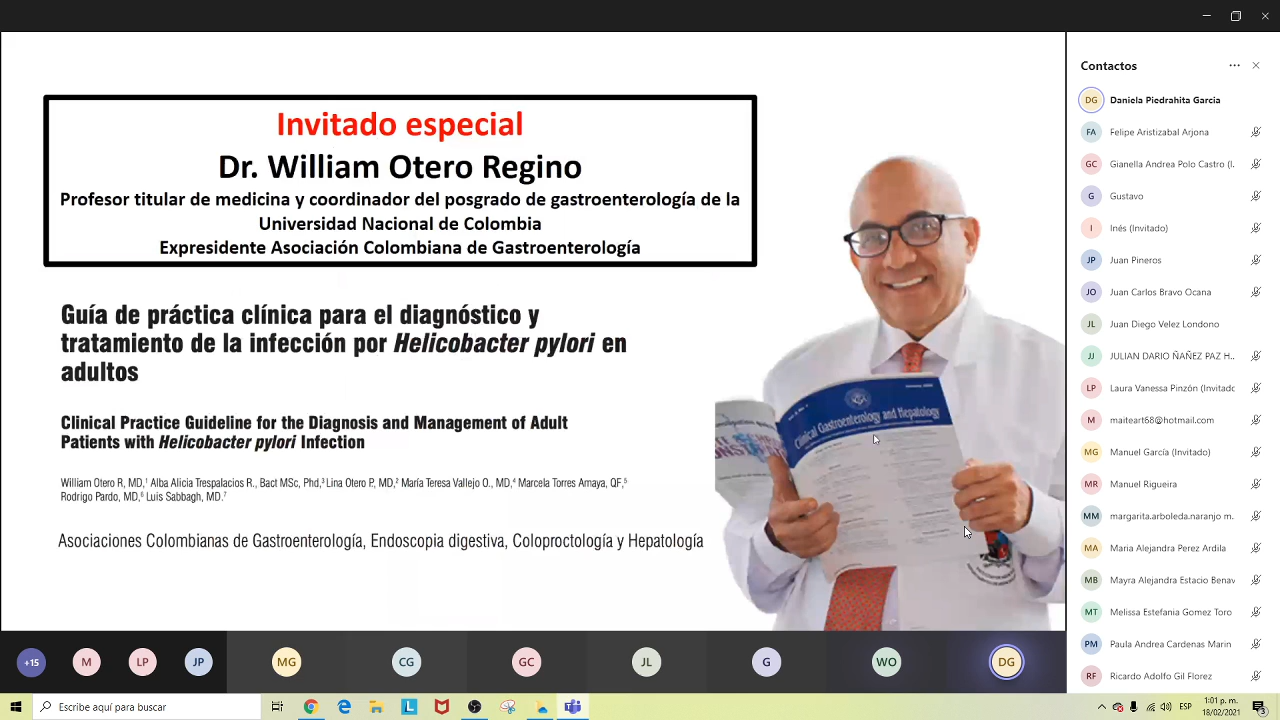 Invitado especial
Dr. William Otero Regino
Profesor titular de medicina y coordinador del posgrado de gastroenterología de la
Universidad Nacional de Colombia
Expresidente Asociación Colombiana de Gastroenterología
Guía de práctica clínica para el diagnóstico y
tratamiento de la infección por Helicobacter pylori en
adultos
Clinical Practice Guideline for the Diagnosis and Management of Adult
Patients with Helicobacter pylori Infection
William Otero R, MD,1 Alba Alicia Trespalacios R., Bact MSc, Phd,3 Lina Otero P., MD,2 María Teresa Vallejo O., MD,4 Marcela Torres Amaya, QF,5
Rodrigo Pardo, MD,6 Luis Sabbagh, MD.7
Asociaciones Colombianas de Gastroenterología, Endoscopia digestiva, Coloproctología y Hepatología
Clinical Gastroenterology and Hepatology
Contactos
DG Daniela Piedrahita Garcia
FA Felipe Aristizabal Arjona
GC Gianella Andrea Polo Castro (I.
G Gustavo
I Inés (Invitado)
JP Juan Pineros
JO Juan Carlos Bravo Ocana
JL Juan Diego Velez Londono
JJ JULIAN DARIO ÑAÑEZ PAZ H..
LP Laura Vanessa Pinzón (Invitadc
M maiteart68@hotmail.com
MG Manuel García (Invitado)
MR Manuel Rigueira
MM margarita.arboleda.naranjo m.
MA Maria Alejandra Perez Ardila
MB Mayra Alejandra Estacio Benav
MT Melissa Estefania Gomez Toro
PM Paula Andrea Cardenas Marin
RF Ricardo Adolfo Gil Florez
+15 M LP JP MG CG GC JL G WO DG
Escribe aquí para buscar
ESP
1:01 p. m.
18/02/2021
3